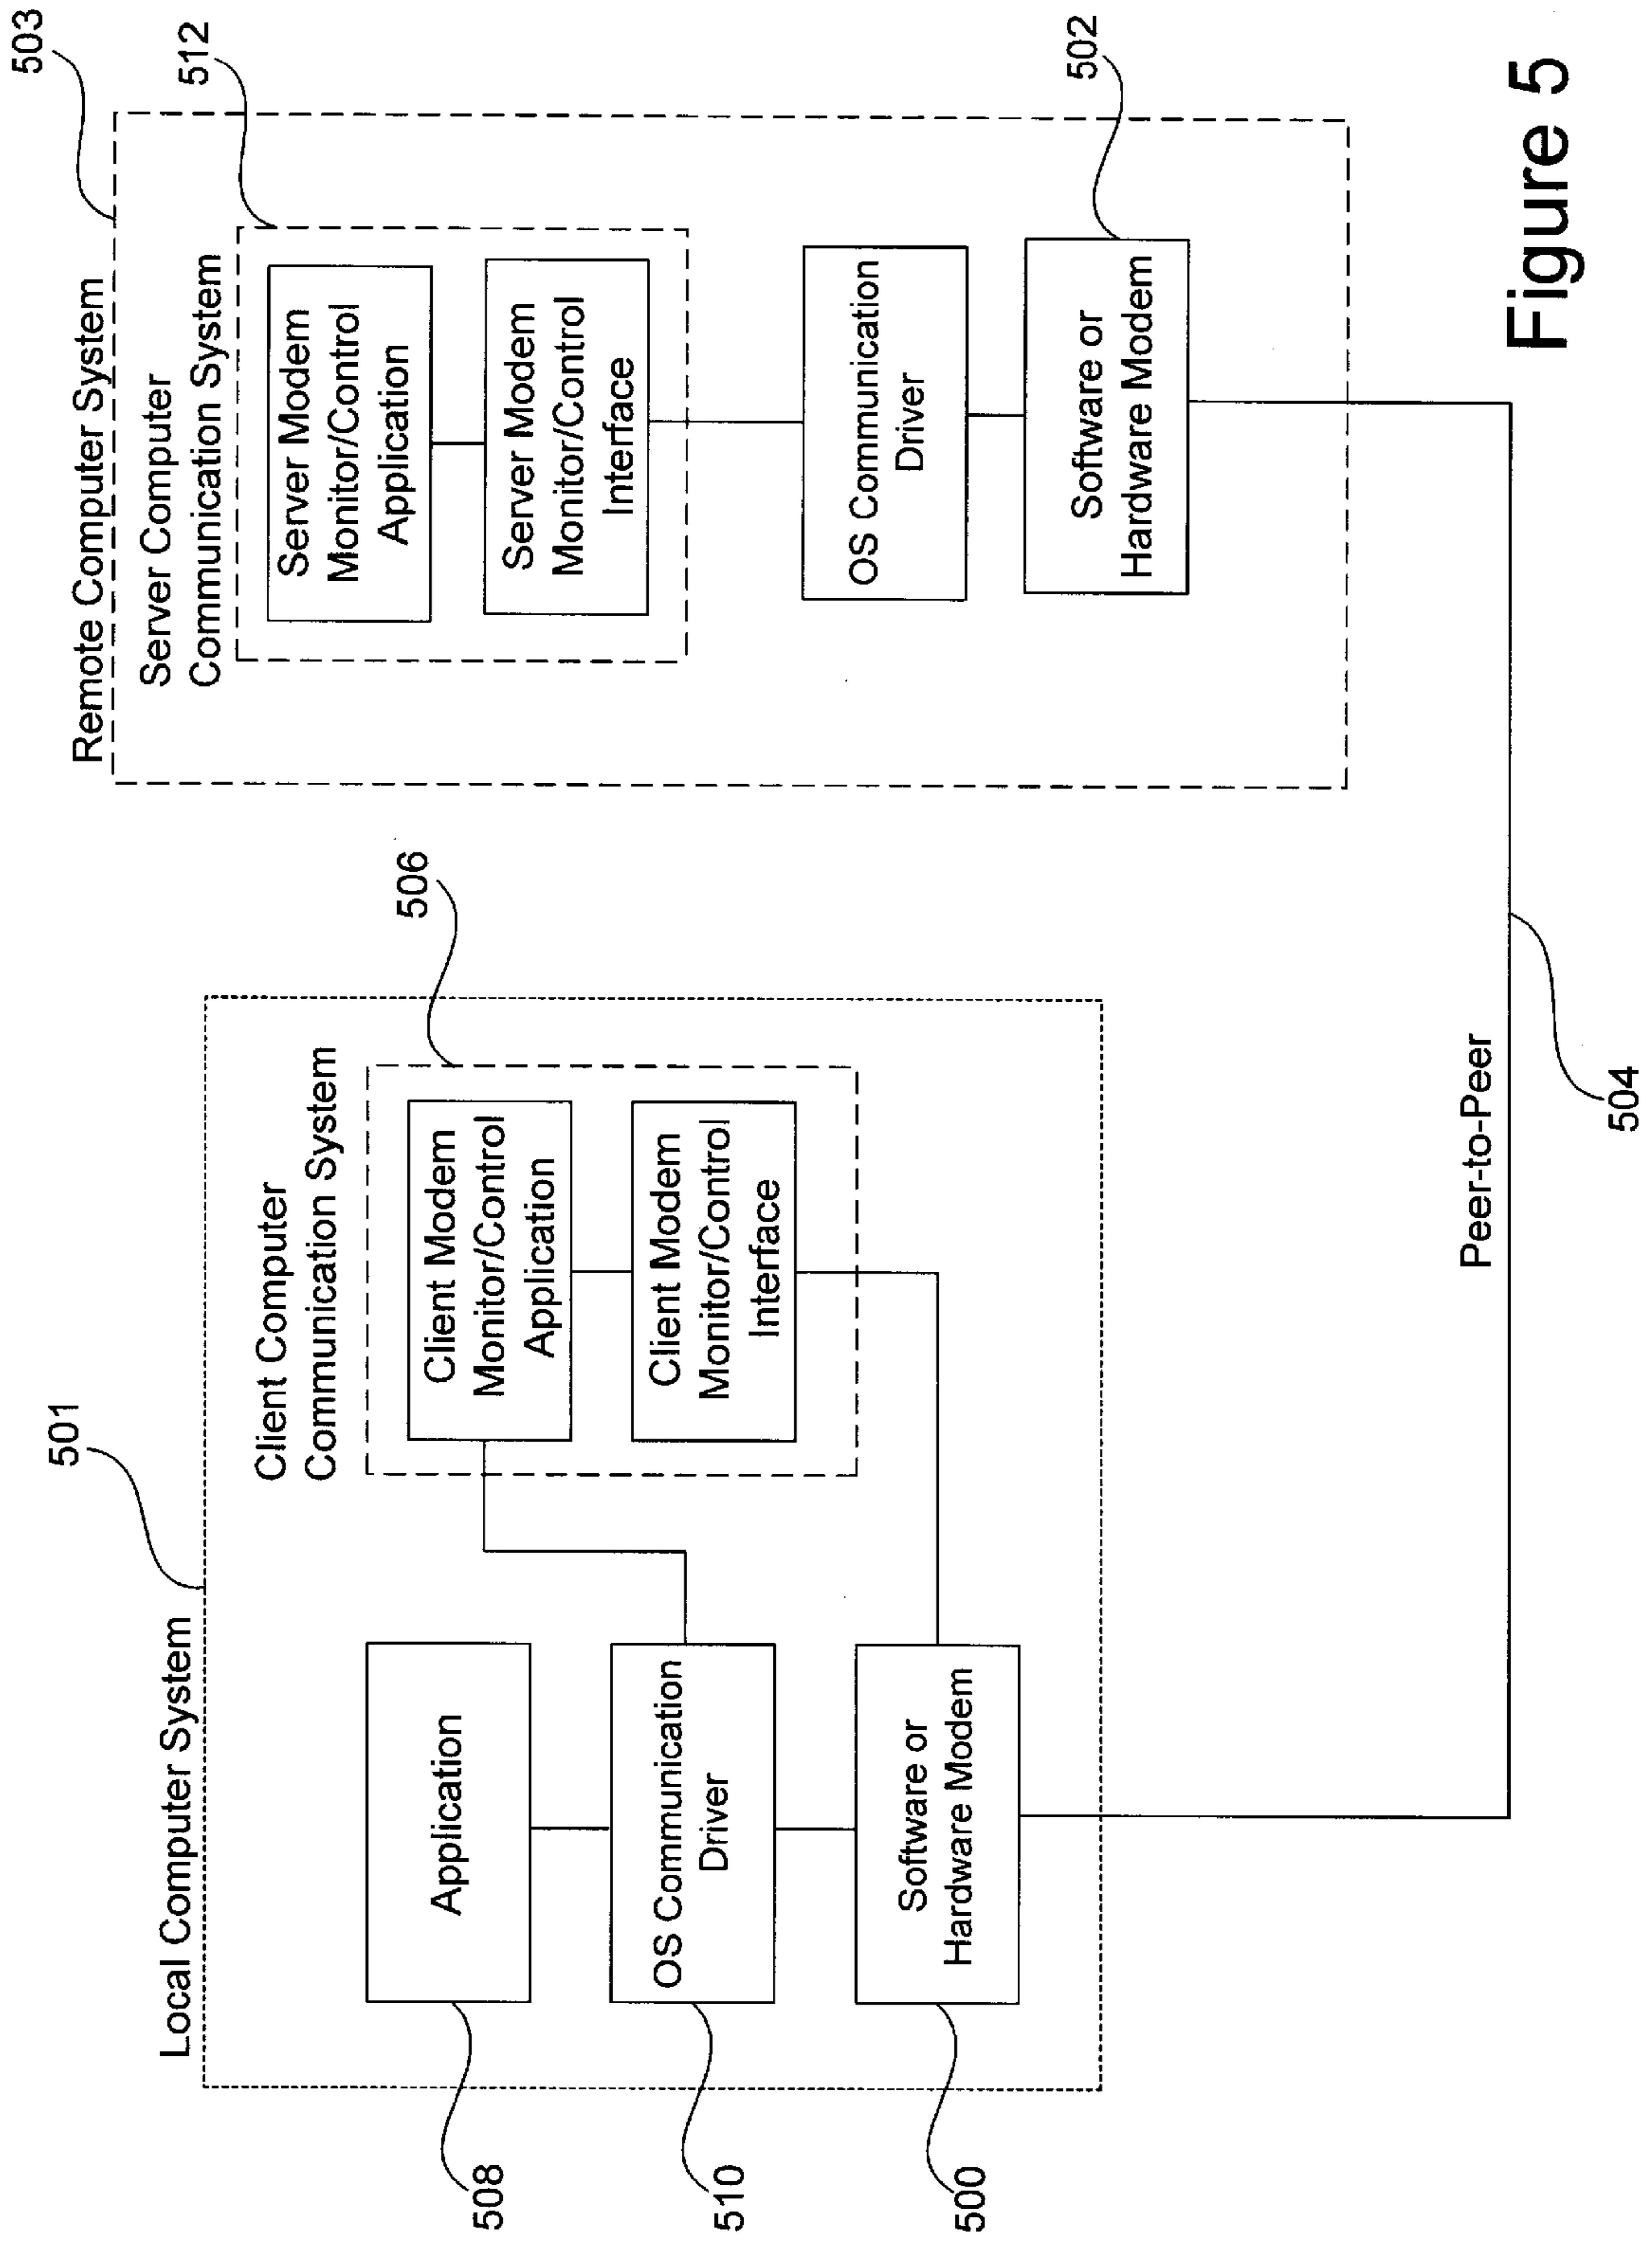 503
Remote Computer System
512
Server Computer
Communication System
Server Modem
Monitor/Control
Application
Server Modem
Monitor/Control
Interface
OS Communication
Driver
502
Software or
Hardware Modem
501
Local Computer System
Client Computer
Communication System
506
Client Modem
Monitor/Control
Application
Client Modem
Monitor/Control
Interface
Application
508
OS Communication
Driver
510
Software or
Hardware Modem
500
Peer-to-Peer
504
Figure 5